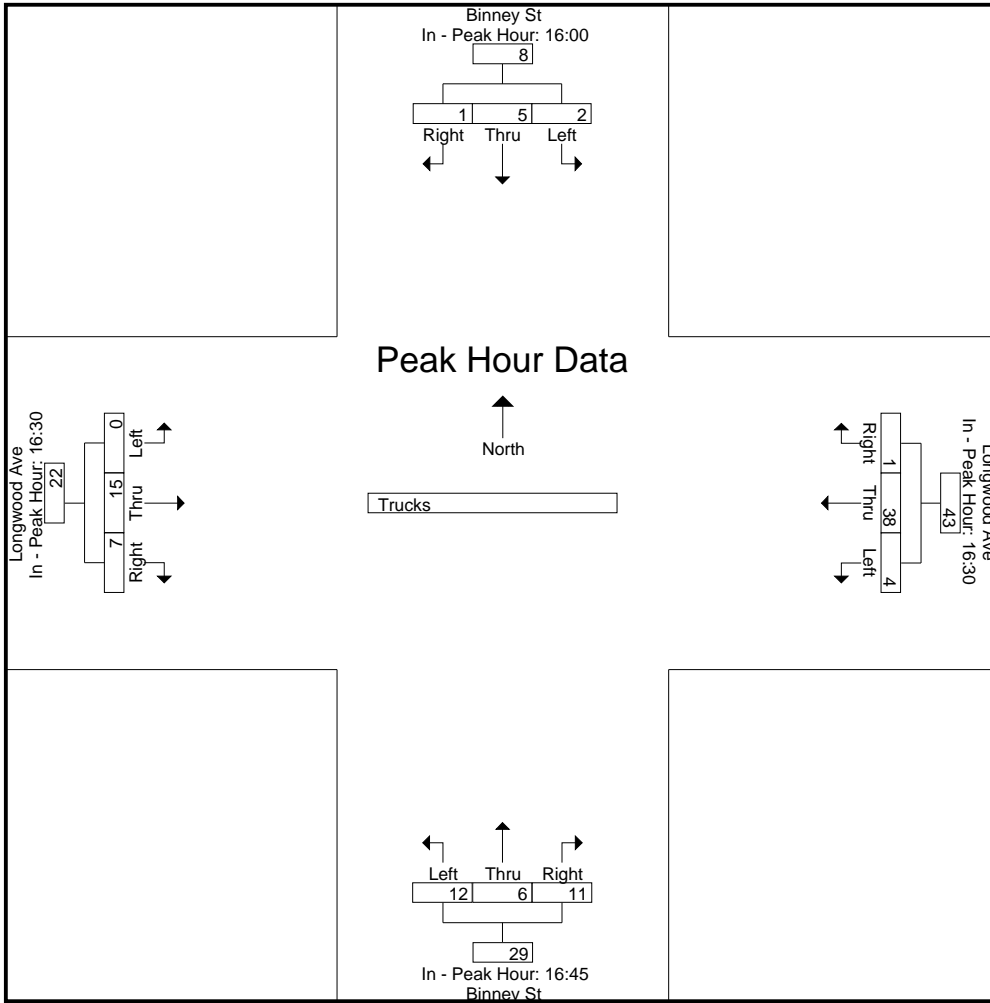 Binney St
In - Peak Hour: 16:00
8
1 5 2
Right Thru Left
Peak Hour Data
North
Trucks
Longwood Ave
In - Peak Hour: 16:30
22
0 15 7
Left Thru Right
Longwood Ave
In - Peak Hour: 16:30
43
1 38 4
Right Thru Left
Left Thru Right
12 6 11
29
In - Peak Hour: 16:45
Binney St